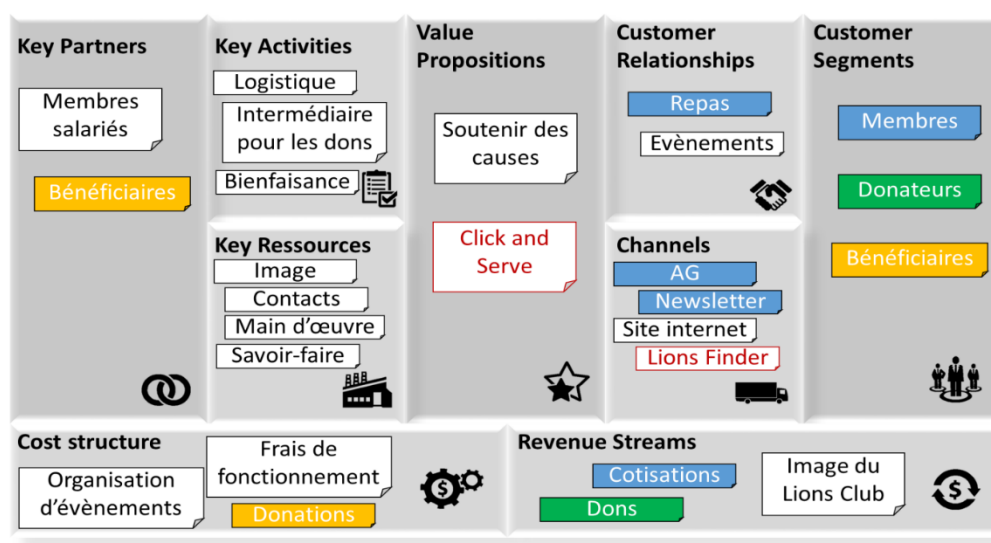 Key Partners
Membres
salariés
Bénéficiaires
Key Activities
Logistique
Intermédiaire
pour les dons
Bienfaisance
Key Ressources
Image
Contacts
Main d'œuvre
Savoir-faire
Value
Propositions
Soutenir des
causes
Click and
Serve
Customer
Relationships
Repas
Evènements
Channels
AG
Newsletter
Site internet
Lions Finder
Customer
Segments
Membres
Donateurs
Bénéficiaires
Cost structure
Organisation
d'évènements
Frais de
fonctionnement
Donations
$
Revenue Streams
Cotisations
Dons
Image du
Lions Club
$